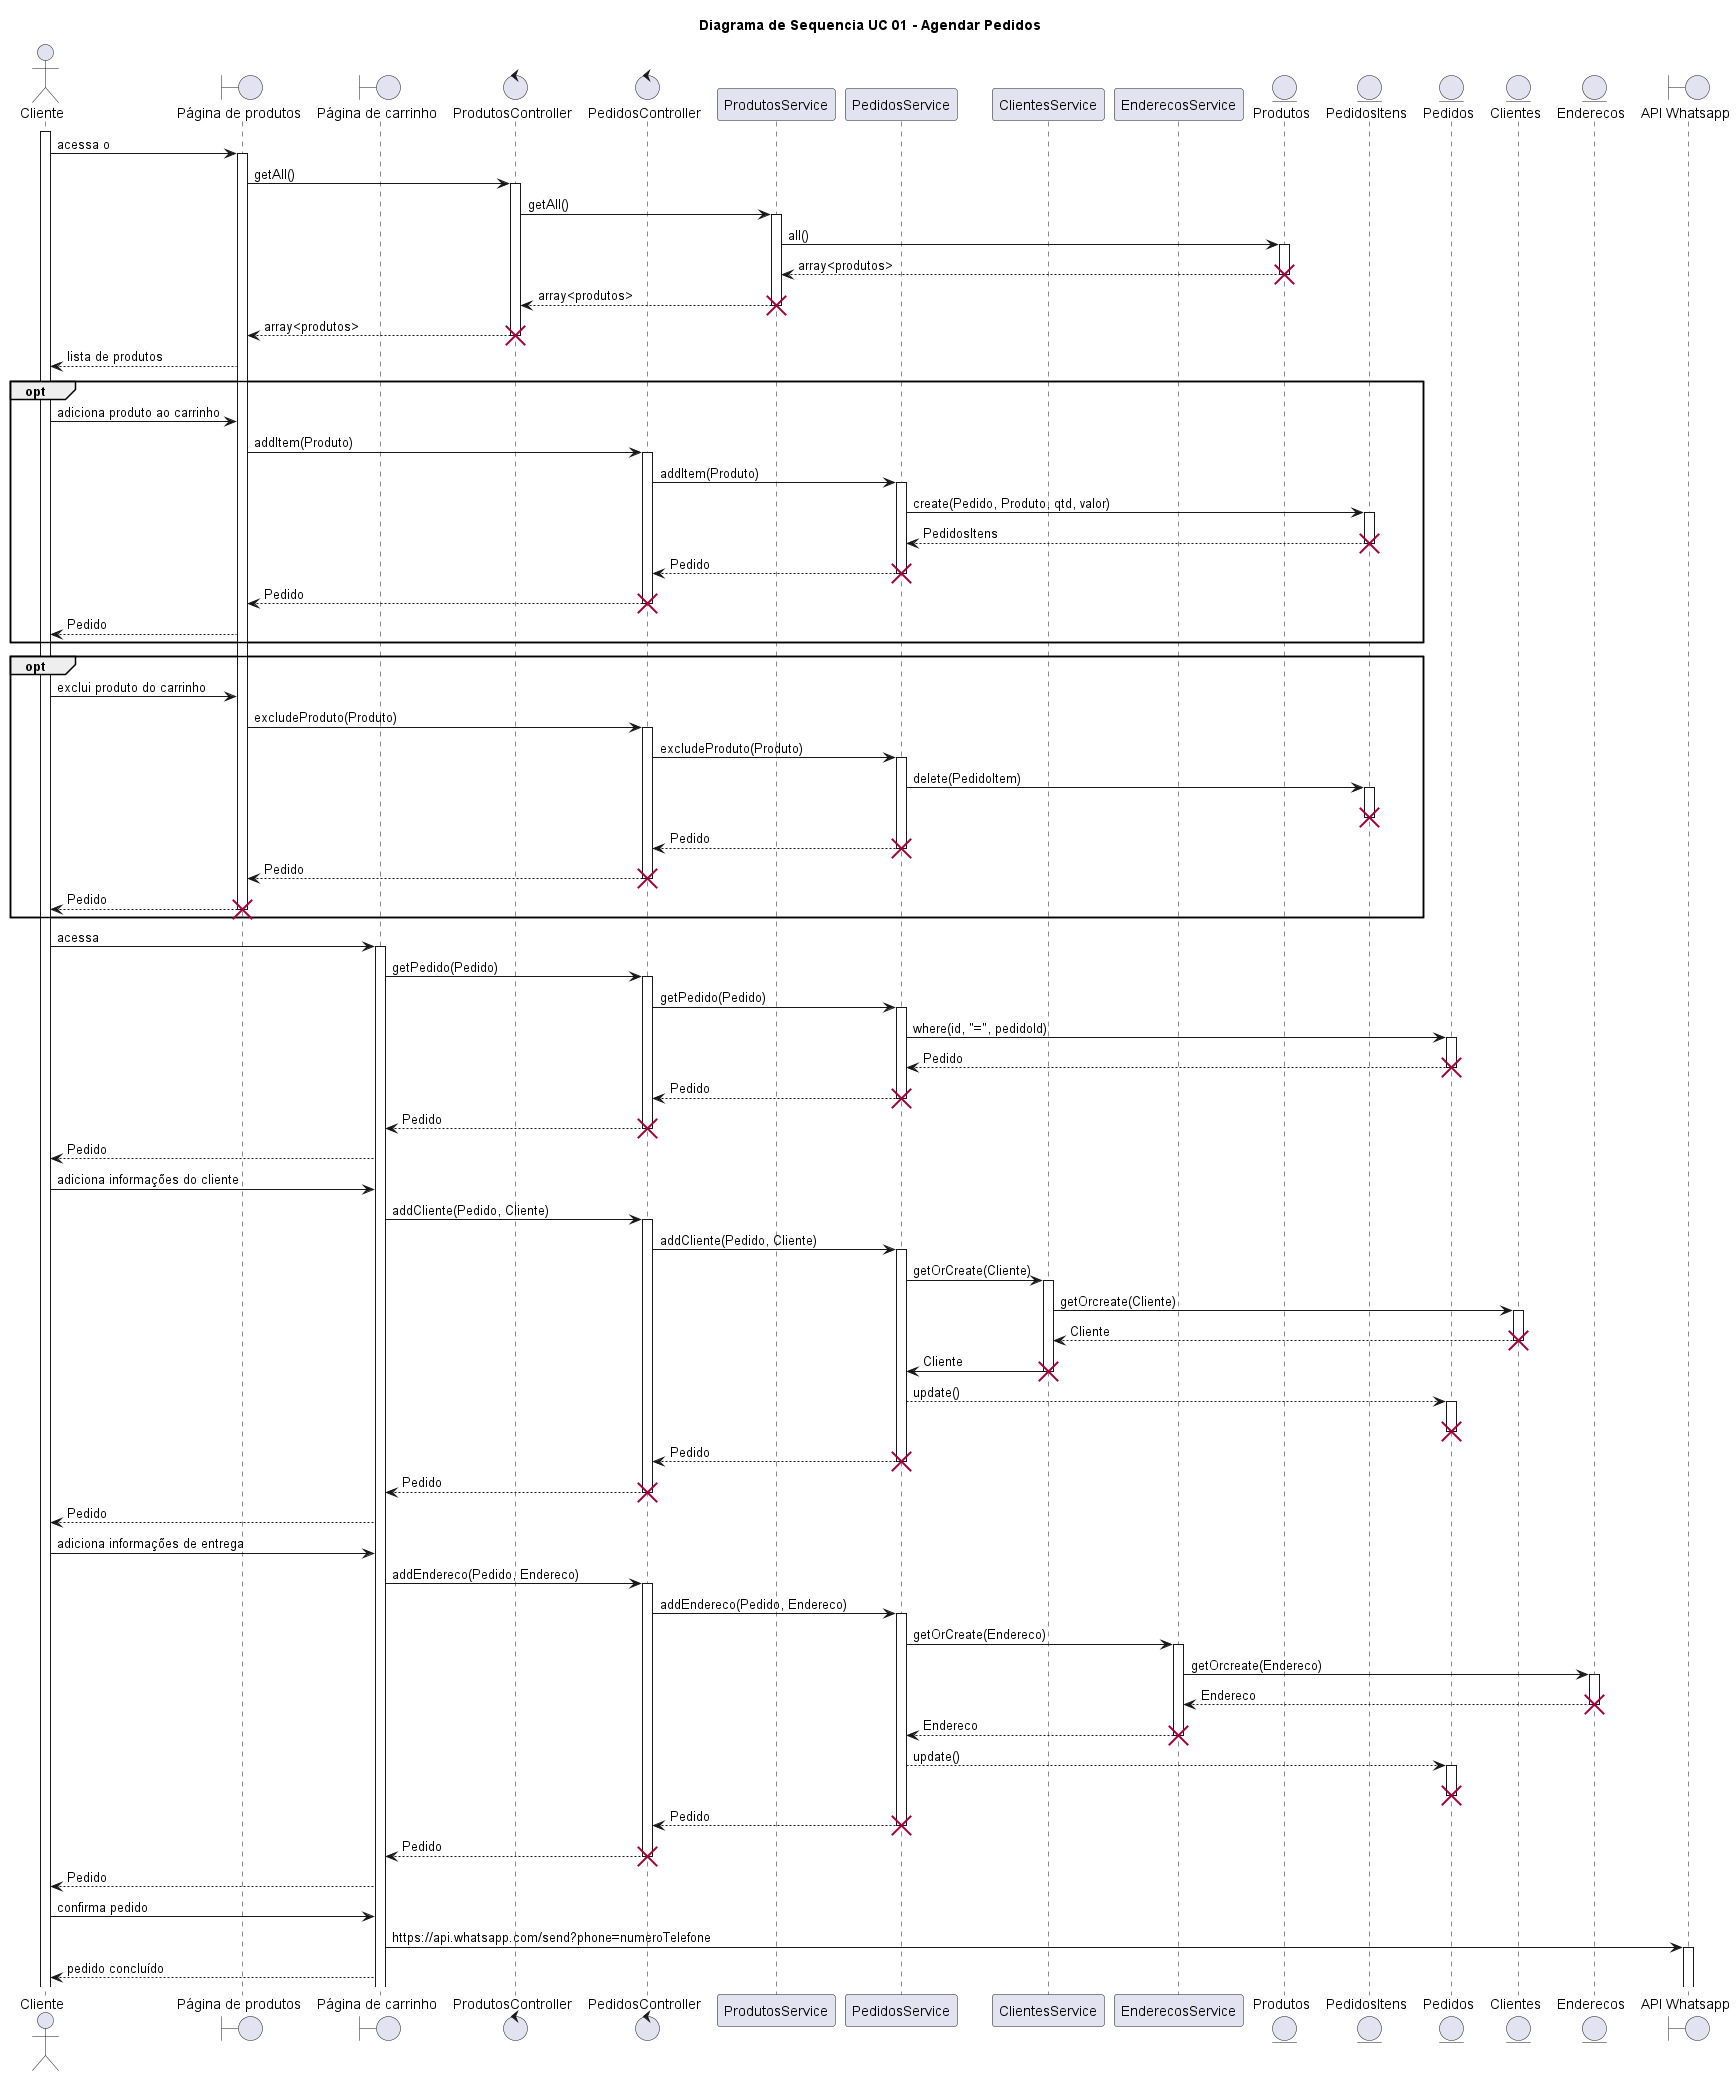 Diagrama de Sequencia UC 01 - Agendar Pedidos
Cliente
Página de produtos
Página de carrinho
ProdutosController
PedidosController
ProdutosService
PedidosService
ClientesService
EnderecosService
Produtos
PedidosItens
Pedidos
Clientes
Enderecos
API Whatsapp
acessa o
getAll()
getAll()
all()
array<produtos>
array<produtos>
array<produtos>
lista de produtos
opt
adiciona produto ao carrinho
addItem(Produto)
addItem(Produto)
create(Pedido, Produto, qtd, valor)
PedidosItens
Pedido
Pedido
Pedido
opt
exclui produto do carrinho
excludeProduto(Produto)
excludeProduto(Produto)
delete(PedidoItem)
Pedido
Pedido
Pedido
acessa
getPedido(Pedido)
getPedido(Pedido)
where(id, "=", pedidoId)
Pedido
Pedido
Pedido
Pedido
adiciona informações do cliente
addCliente(Pedido, Cliente)
addCliente(Pedido, Cliente)
getOrCreate(Cliente)
getOrcreate(Cliente)
Cliente
Cliente
update()
Pedido
Pedido
Pedido
adiciona informações de entrega
addEndereco(Pedido, Endereco)
addEndereco(Pedido, Endereco)
getOrCreate(Endereco)
getOrcreate(Endereco)
Endereco
Endereco
update()
Pedido
Pedido
Pedido
confirma pedido
https://api.whatsapp.com/send?phone=numeroTelefone
pedido concluído
Cliente
Página de produtos
Página de carrinho
ProdutosController
PedidosController
ProdutosService
PedidosService
ClientesService
EnderecosService
Produtos
PedidosItens
Pedidos
Clientes
Enderecos
API Whatsapp